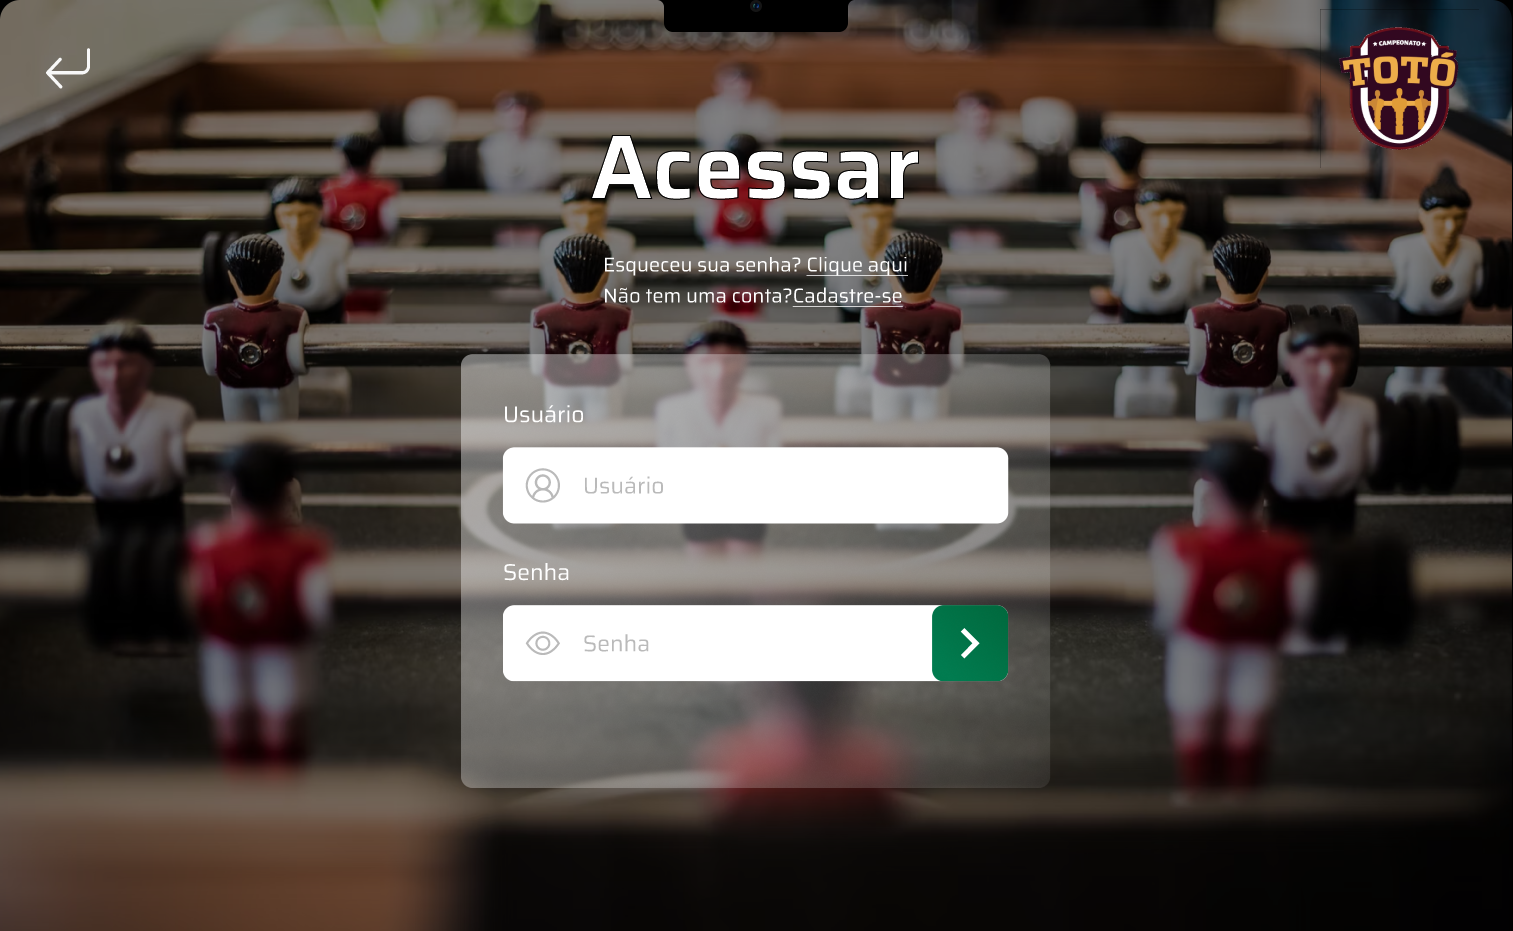 CAMPEONATO
TOTÓ
Acessar
Esqueceu sua senha? Clique aqui
Não tem uma conta?Cadastre-se
Usuário
Usuário
Senha
Senha